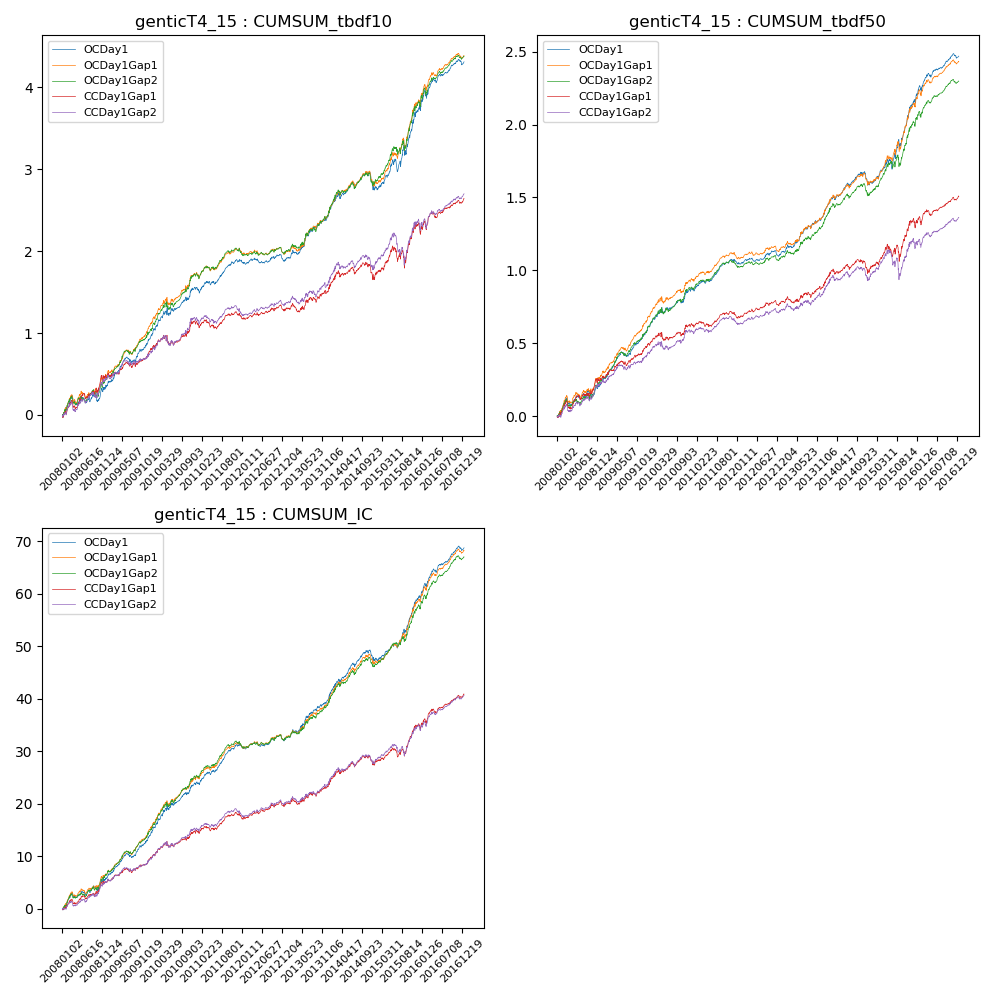 genticT4_15 : CUMSUM_tbdf10
OCDay1
OCDay1Gap1
OCDay1Gap2
CCDay1Gap1
CCDay1Gap2
4
3
2
1
0
20080102 20080616 20081124 20090507 20091019 20100329 20100903 20110223 20110801 20120111 20120627 20121204 20130523 20131106 20140417 20140923 20150311 20150814 20160126 20160708 20161219
genticT4_15 : CUMSUM_tbdf50
OCDay1
OCDay1Gap1
OCDay1Gap2
CCDay1Gap1
CCDay1Gap2
2.5
2.0
1.5
1.0
0.5
0.0
20080102 20080616 20081124 20090507 20091019 20100329 20100903 20110223 20110801 20120111 20120627 20121204 20130523 20131106 20140417 20140923 20150311 20150814 20160126 20160708 20161219
genticT4_15 : CUMSUM_IC
OCDay1
OCDay1Gap1
OCDay1Gap2
CCDay1Gap1
CCDay1Gap2
70
60
50
40
30
20
10
0
20080102 20080616 20081124 20090507 20091019 20100329 20100903 20110223 20110801 20120111 20120627 20121204 20130523 20131106 20140417 20140923 20150311 20150814 20160126 20160708 20161219